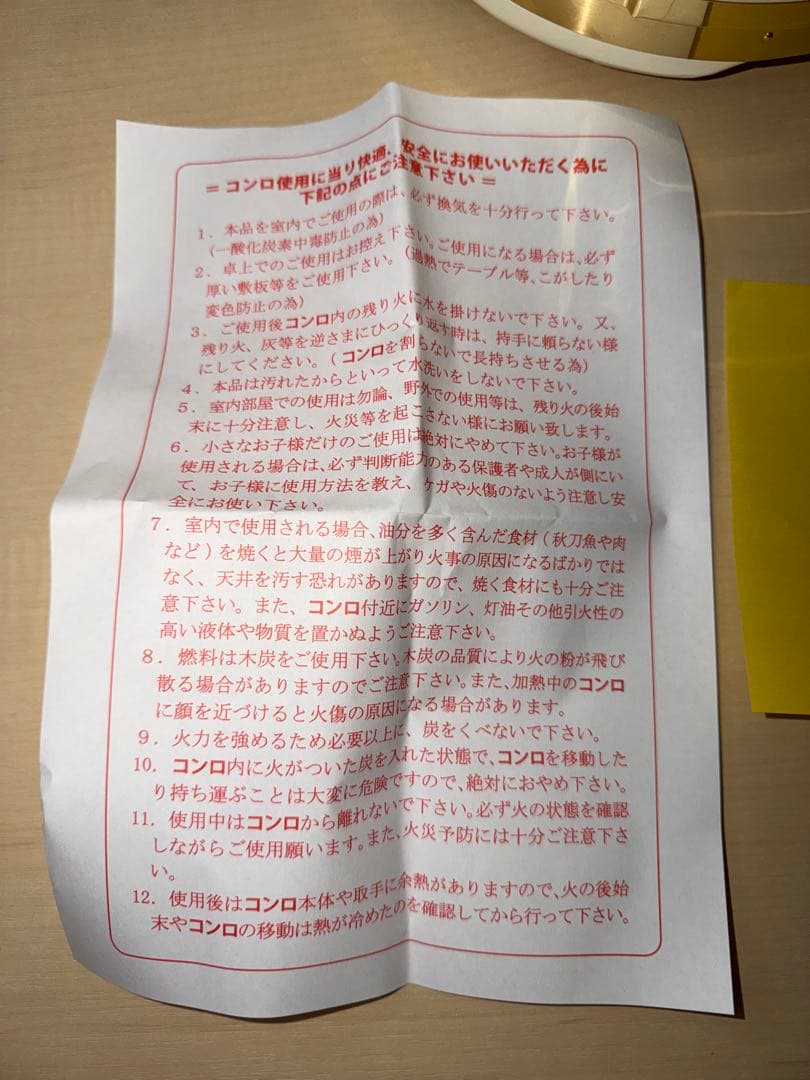 ＝コンロ使用に当り快適、安全にお使いいただく為に
下記の点にご注意下さい＝
1．本品を室内でご使用の際は、必ず換気を十分行って下さい。
（一酸化炭素中毒防止の為）
2．卓上でのご使用はお控え下さい。ご使用になる場合は、必ず
厚い敷板等をご使用下さい。（過熱でテーブル等、こがしたり
変色防止の為）
3．ご使用後コンロ内の残り火に水を掛けないで下さい。又、
残り火、灰等を逆さまにひっくり返す時は、持手に頼らない様
にしてください。（コンロを割らないで長持ちさせる為）
4．本品は汚れたからといって水洗いをしないで下さい。
5．室内部屋での使用は勿論、野外での使用等は、残り火の後始
末に十分注意し、火災等を起こさない様にお願い致します。
6．小さなお子様だけのご使用は絶対にやめて下さい。お子様が
使用される場合は、必ず判断能力のある保護者や成人が側にい
て、お子様に使用方法を教え、ケガや火傷のないよう注意し安
全にお使い下さい。
7．室内で使用される場合、油分を多く含んだ食材（秋刀魚や肉
など）を焼くと大量の煙が上がり火事の原因になるばかりでは
なく、天井を汚す恐れがありますので、焼く食材にも十分ご注
意下さい。また、コンロ付近にガソリン、灯油その他引火性の
高い液体や物質を置かぬようご注意下さい。
8．燃料は木炭をご使用下さい。木炭の品質により火の粉が飛び
散る場合がありますのでご注意下さい。また、加熱中のコンロ
に顔を近づけると火傷の原因になる場合があります。
9．火力を強めるため必要以上に、炭をくべないで下さい。
10．コンロ内に火がついた炭を入れた状態で、コンロを移動した
り持ち運ぶことは大変に危険ですので、絶対におやめ下さい。
11．使用中はコンロから離れないで下さい。必ず火の状態を確認
しながらご使用願います。また、火災予防には十分ご注意下さ
い。
12．使用後はコンロ本体や取手に余熱がありますので、火の後始
末やコンロの移動は熱が冷めたのを確認してから行って下さい。